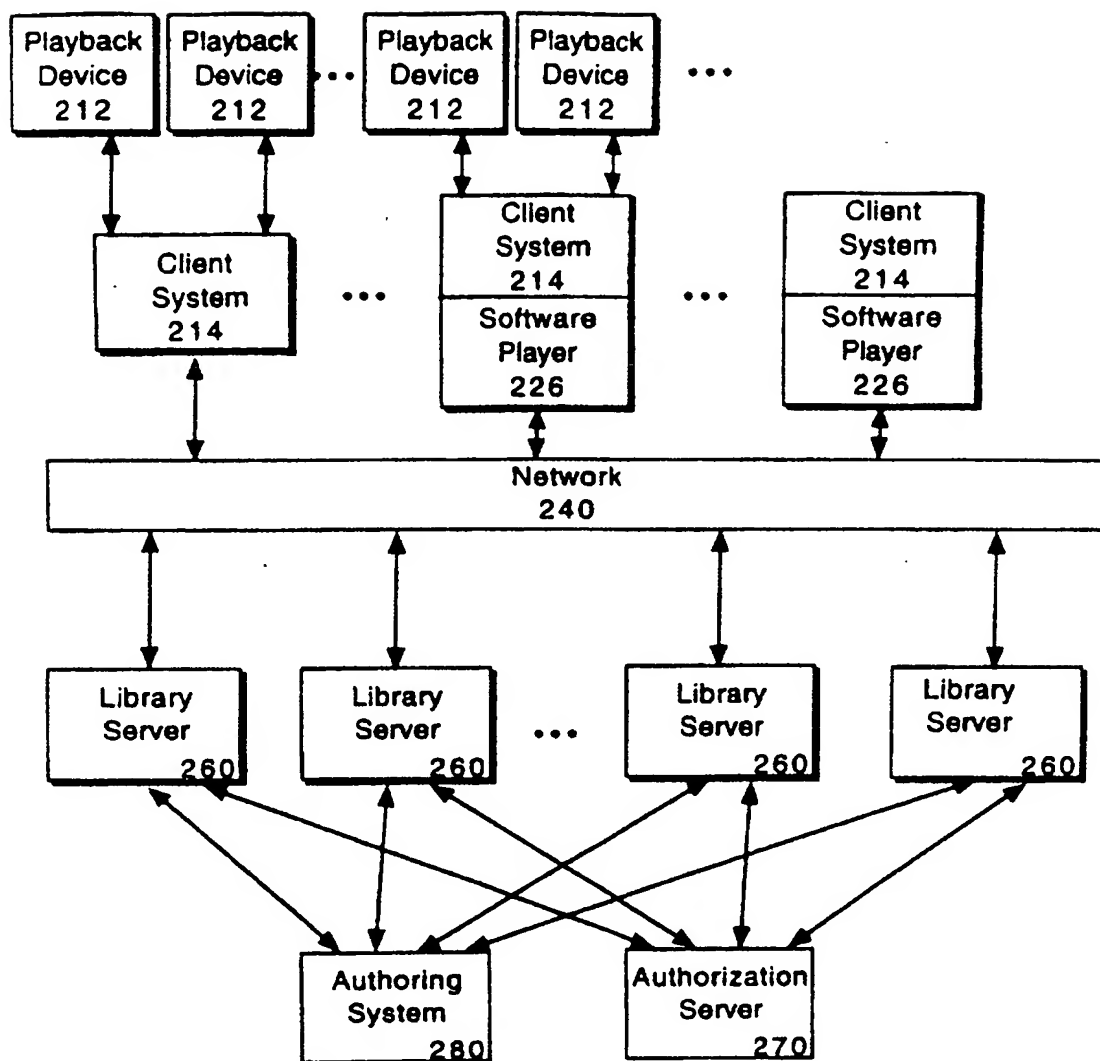 Playback
Device
212
Playback
Device
212
...
Playback
Device
212
Playback
Device
212
...
Client
System
214
...
Client
System
214
Software
Player
226
...
Client
System
214
Software
Player
226
Network
240
Library
Server
260
Library
Server
260
...
Library
Server
260
Library
Server
260
Authoring
System
280
Authorization
Server
270